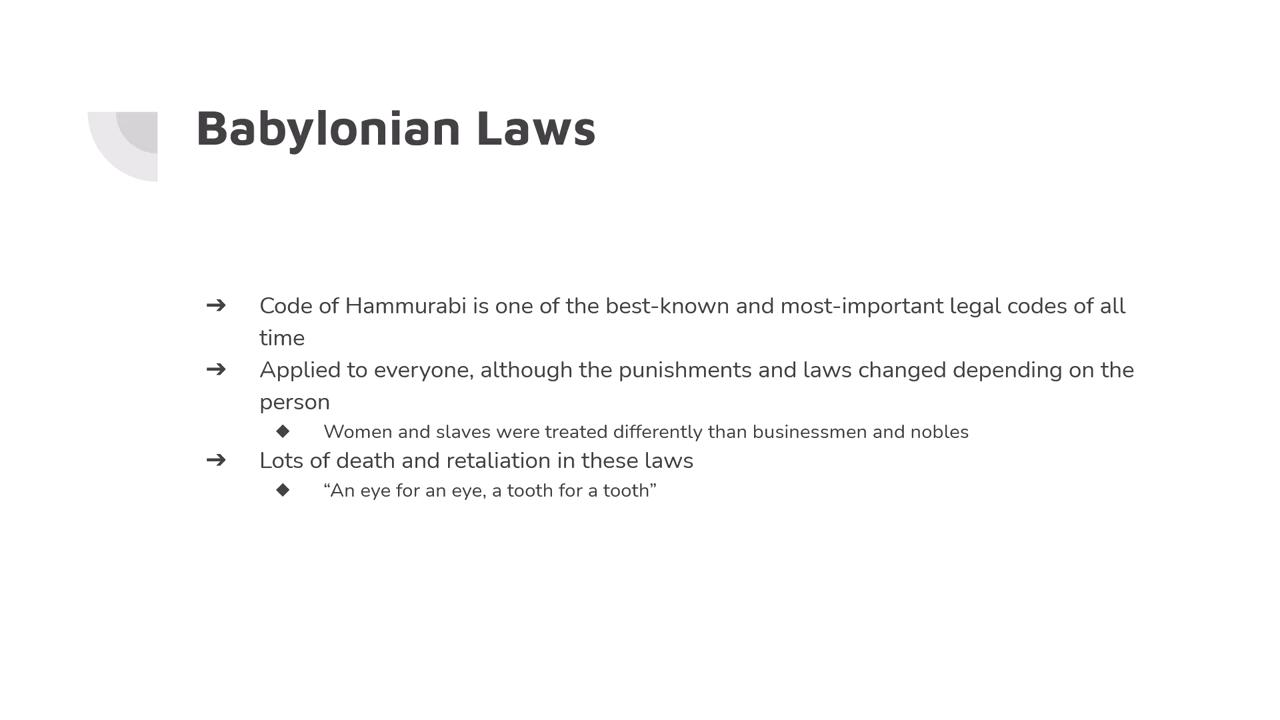 Babylonian Laws
➔ Code of Hammurabi is one of the best-known and most-important legal codes of all
time
➔ Applied to everyone, although the punishments and laws changed depending on the
person
◆ Women and slaves were treated differently than businessmen and nobles
➔ Lots of death and retaliation in these laws
◆ “An eye for an eye, a tooth for a tooth”